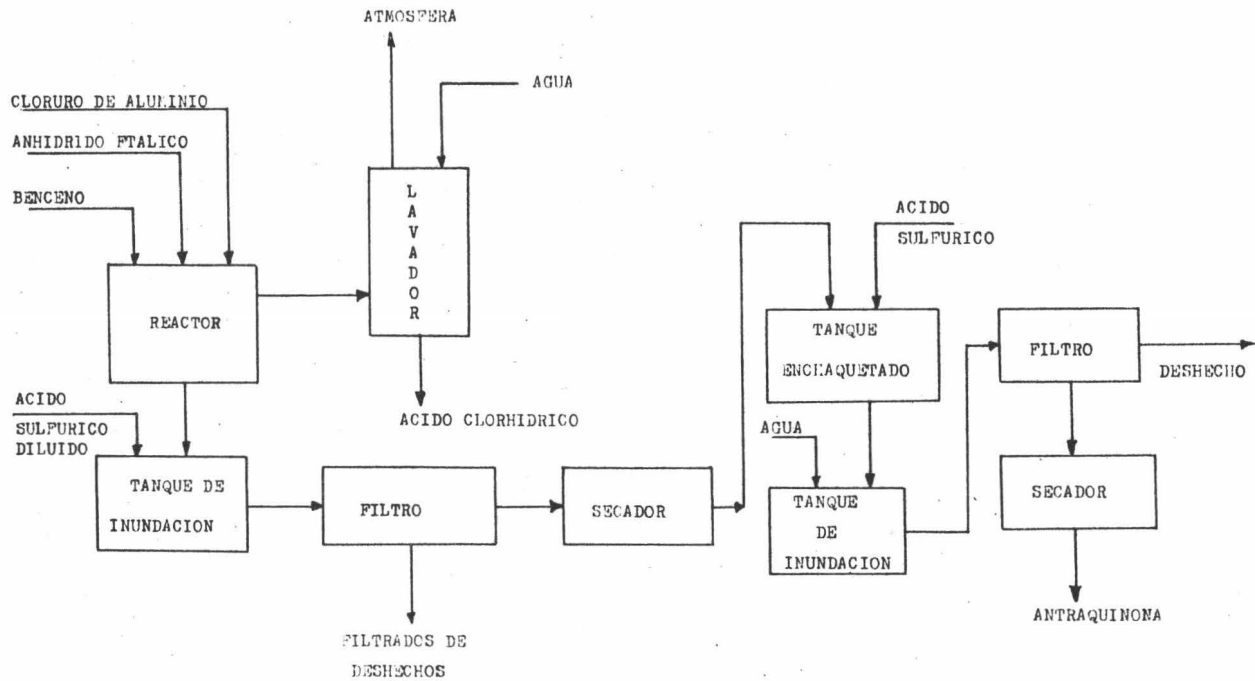 ATMOSFERA
AGUA
CLORURO DE ALUMINIO
ANHIDRIDO FTALICO
BENCENO
LAVADOR
REACTOR
ACIDO CLORHIDRICO
ACIDO
SULFURICO
DILUIDO
TANQUE DE
INUNDACION
FILTRO
FILTRADOS DE
DESHECHOS
SECADOR
ACIDO
SULFURICO
TANQUE
ENCHAQUETADO
AGUA
TANQUE
DE
INUNDACION
FILTRO
DESHECHO
SECADOR
ANTRAQUINONA